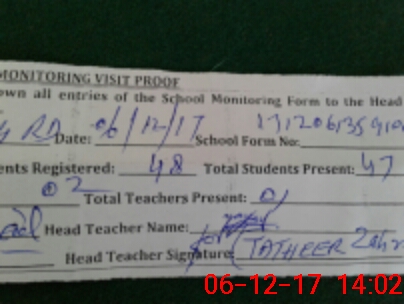 MONITORING VISIT PROOF
own all entries of the School Monitoring Form to the Head
RD Date: 06/12/17 School Form No:
ents Registered: 48 Total Students Present: 47
02 Total Teachers Present: 01
Head Teacher Name:
Head Teacher Signature TATHEER Zahr
06-12-17 14:02